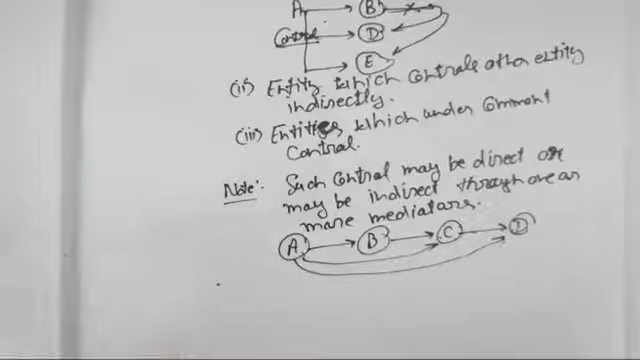 A B
Control D
E
(ii) Entity which controls other entity
indirectly.
(iii) Entities which under Common
Control.
Note:- Such control may be direct or
may be indirect through one or
more mediators.
A B C D